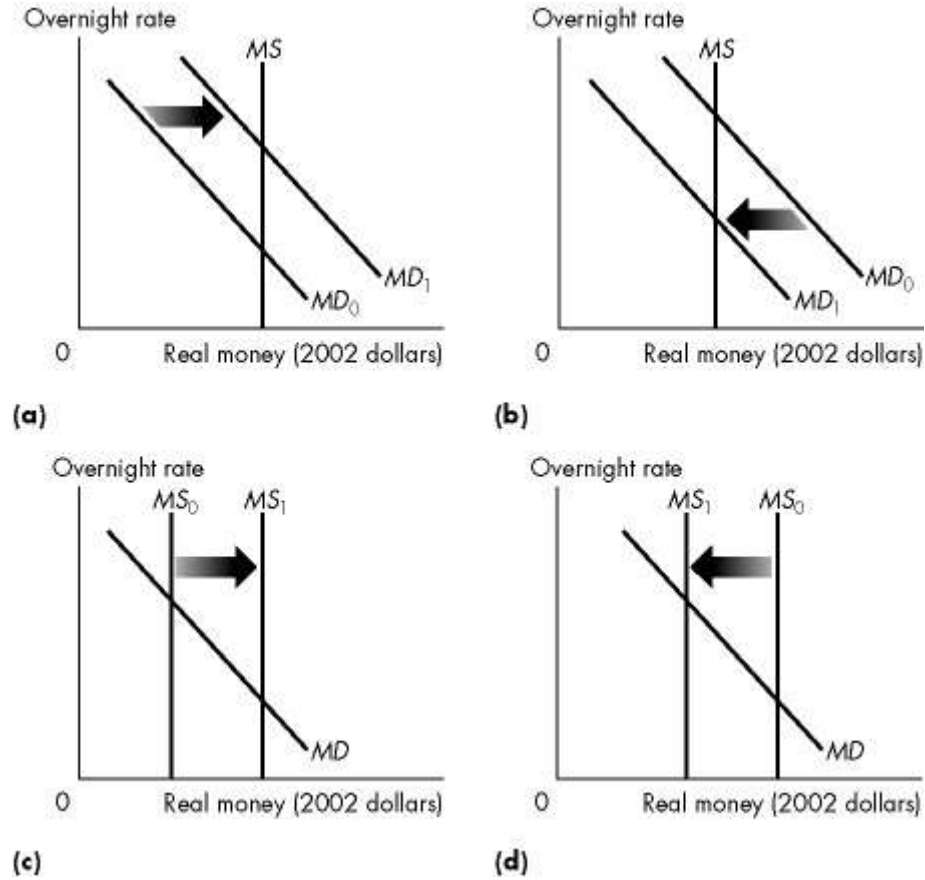 Overnight rate
MS
MD₁
MD₀
0
Real money (2002 dollars)
(a)
Overnight rate
MS
MD₀
MD₁
0
Real money (2002 dollars)
(b)
Overnight rate
MS₀ MS₁
MD
0
Real money (2002 dollars)
(c)
Overnight rate
MS₁ MS₀
MD
0
Real money (2002 dollars)
(d)